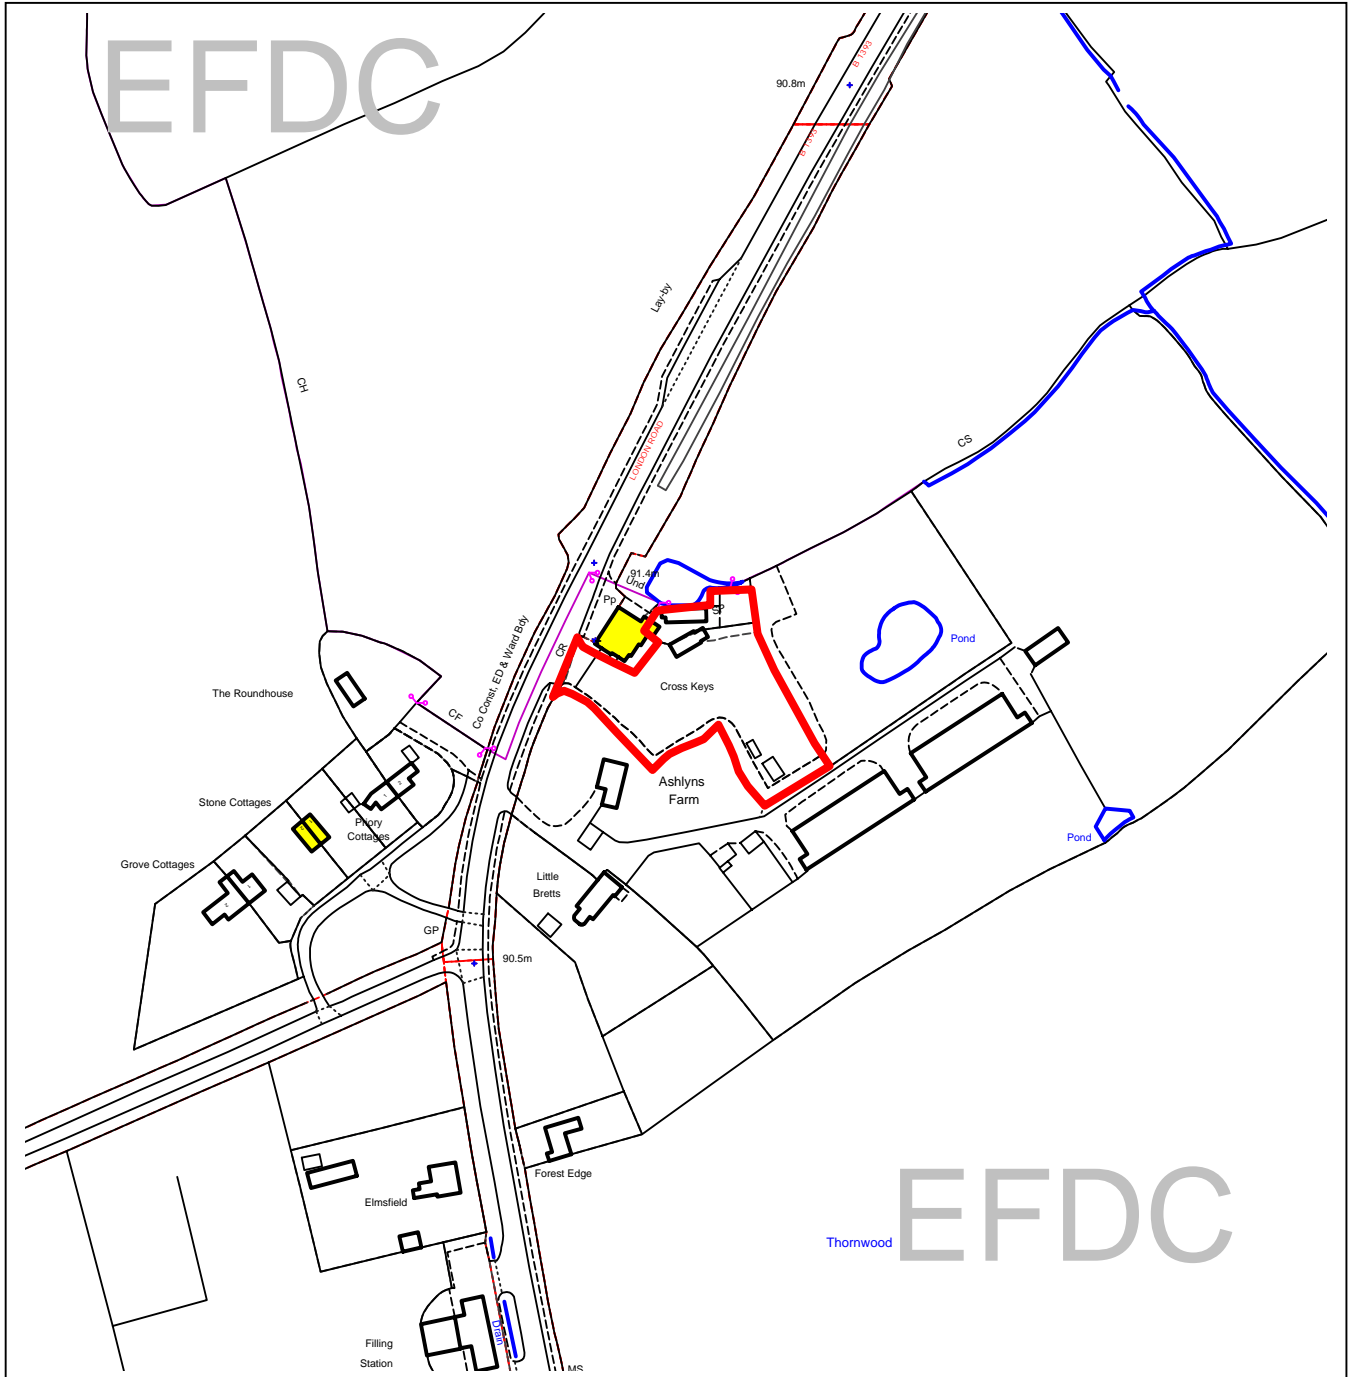 EFDC
B 1393
90.8m
B 1393
Lay-by
CH
LONDON ROAD
CS
91.4m
Und
Pp
SP
CR
Co Const. ED & Ward Bdy
Pond
The Roundhouse
Cross Keys
CF
Ashlyns
Farm
Stone Cottages
Priory
Cottages
Pond
Grove Cottages
Little
Bretts
GP
90.5m
Forest Edge
Elmsfield
EFDC
Thornwood
Drain
Filling
Station
MS